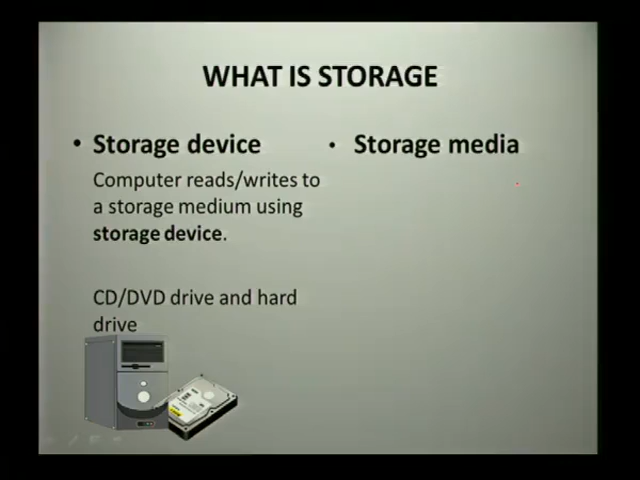 WHAT IS STORAGE
• Storage device
Computer reads/writes to
a storage medium using
storage device.
CD/DVD drive and hard
drive
• Storage media